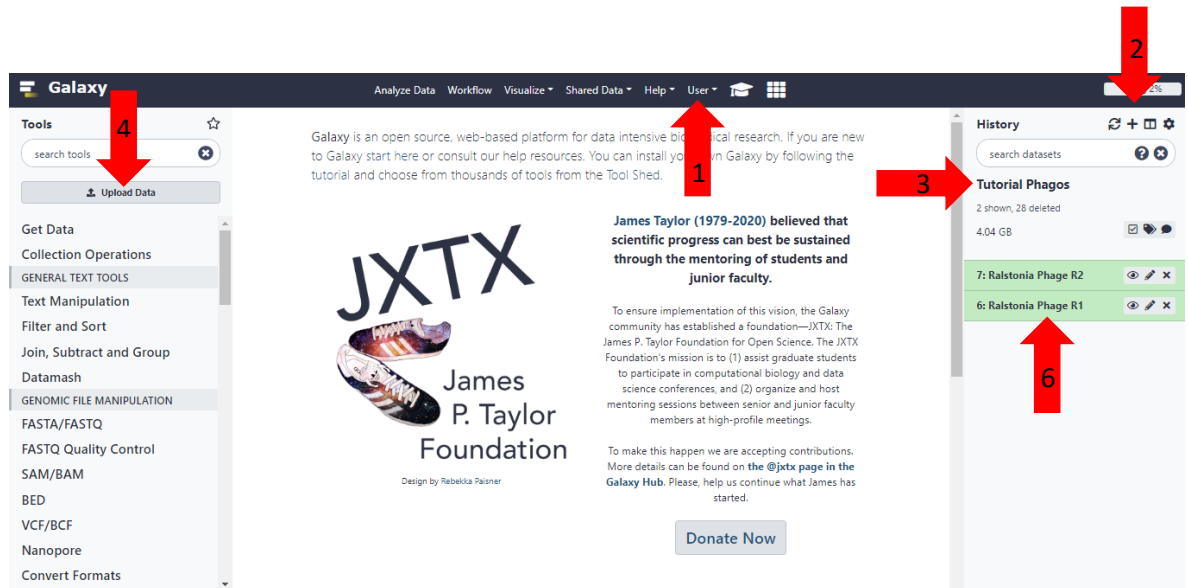 2
Galaxy
Analyze Data Workflow Visualize Shared Data Help User
2%
4
Tools
search tools
Upload Data
Get Data
Collection Operations
GENERAL TEXT TOOLS
Text Manipulation
Filter and Sort
Join, Subtract and Group
Datamash
GENOMIC FILE MANIPULATION
FASTA/FASTQ
FASTQ Quality Control
SAM/BAM
BED
VCF/BCF
Nanopore
Convert Formats
Galaxy is an open source, web-based platform for data intensive biomedical research. If you are new
to Galaxy start here or consult our help resources. You can install your own Galaxy by following the
tutorial and choose from thousands of tools from the Tool Shed.
1
JXTX
James
P. Taylor
Foundation
Design by Rebekka Paisner
James Taylor (1979-2020) believed that
scientific progress can best be sustained
through the mentoring of students and
junior faculty.
To ensure implementation of this vision, the Galaxy
community has established a foundation—JXTX: The
James P. Taylor Foundation for Open Science. The JXTX
Foundation's mission is to (1) assist graduate students
to participate in computational biology and data
science conferences, and (2) organize and host
mentoring sessions between senior and junior faculty
members at high-profile meetings.
To make this happen we are accepting contributions.
More details can be found on the @jxtx page in the
Galaxy Hub. Please, help us continue what James has
started.
Donate Now
History
search datasets
3
Tutorial Phagos
2 shown, 28 deleted
4.04 GB
7: Ralstonia Phage R2
6: Ralstonia Phage R1
6